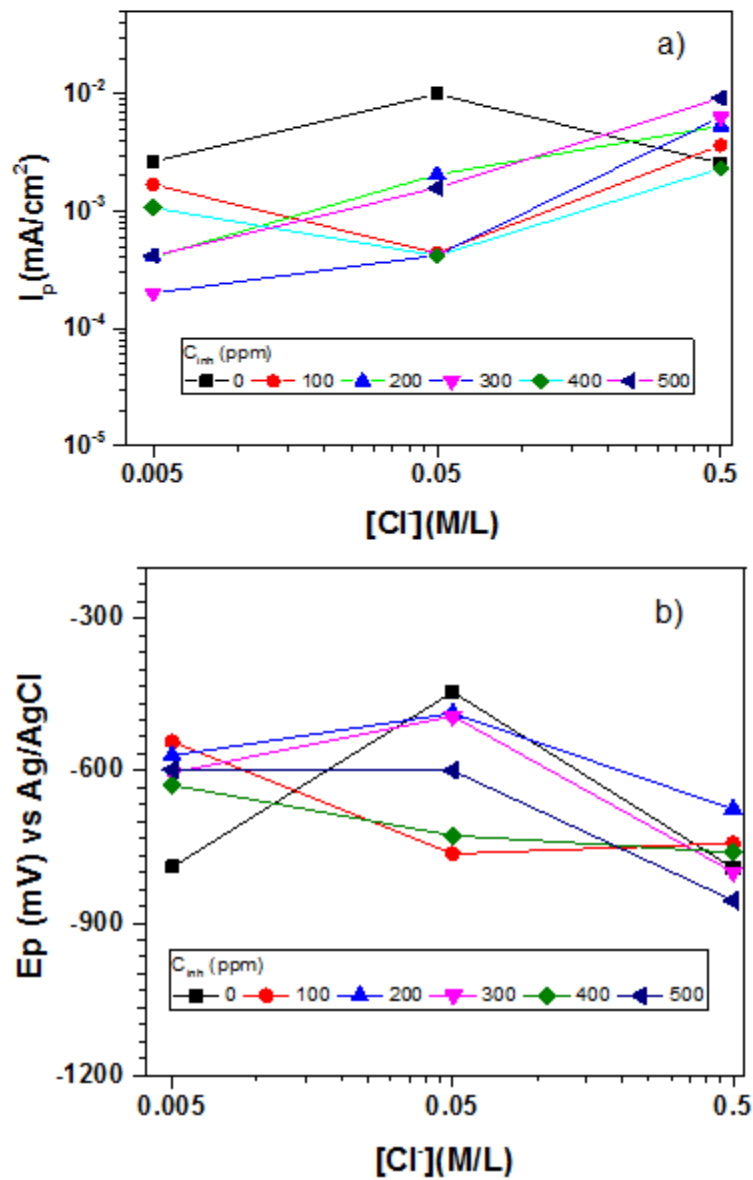 a)
10⁻²
10⁻³
10⁻⁴
10⁻⁵
Iₚ(mA/cm²)
Cᵢₙₕ (ppm)
0 100 200 300 400 500
0.005 0.05 0.5
[Cl⁻](M/L)
b)
-300
-600
-900
-1200
Ep (mV) vs Ag/AgCl
Cᵢₙₕ (ppm)
0 100 200 300 400 500
0.005 0.05 0.5
[Cl⁻](M/L)